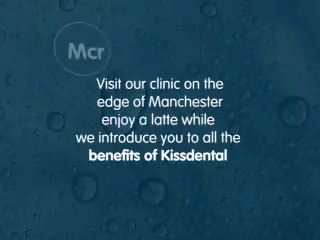 Mcr
Visit our clinic on the
edge of Manchester
enjoy a latte while
we introduce you to all the
benefits of Kissdental